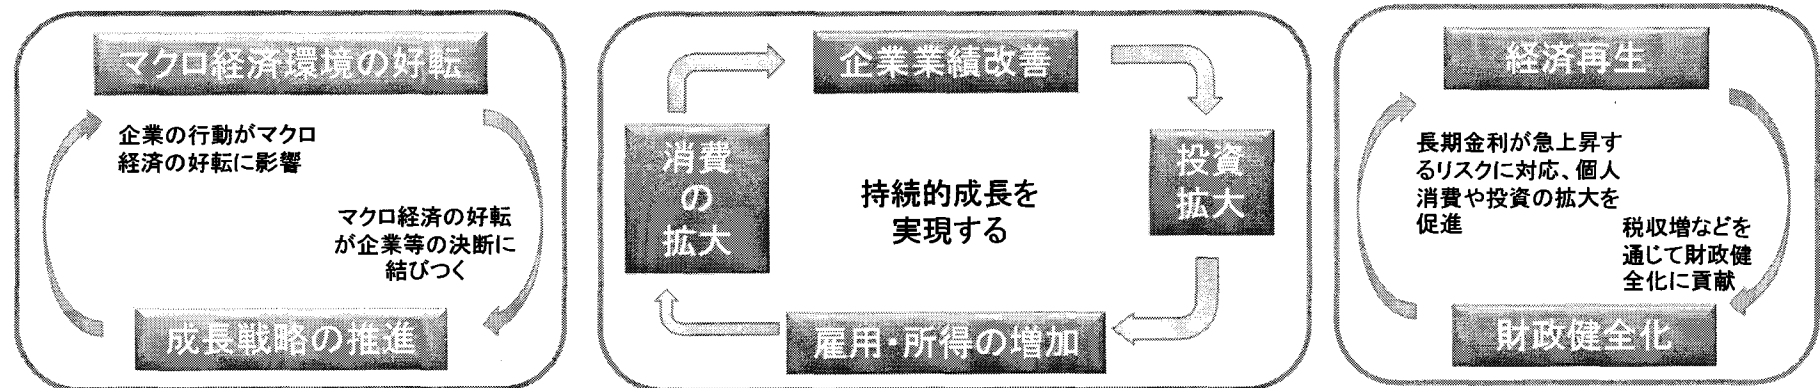 マクロ経済環境の好転
企業の行動がマクロ
経済の好転に影響
マクロ経済の好転
が企業等の決断に
結びつく
成長戦略の推進
企業業績改善
消費
の
拡大
投資
拡大
持続的成長を
実現する
雇用・所得の増加
経済再生
長期金利が急上昇す
るリスクに対応、個人
消費や投資の拡大を
促進
税収増などを
通じて財政健
全化に貢献
財政健全化